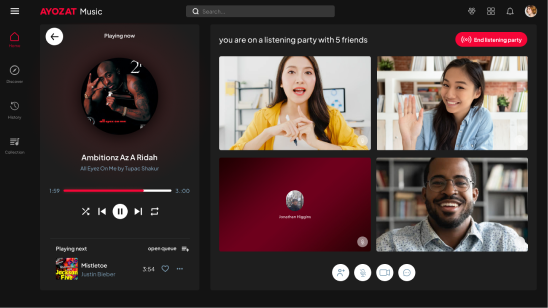 AYOZAT Music
Search...
Home
Discover
History
Collection
Playing now
2
Ambitionz Az A Ridah
All Eyez On Me by Tupac Shakur
1:59
3:00
Playing next
open queue
Jackson
Five
Mistletoe
Justin Bieber
3:54
you are on a listening party with 5 friends
End listening party
Jonathan Higgins